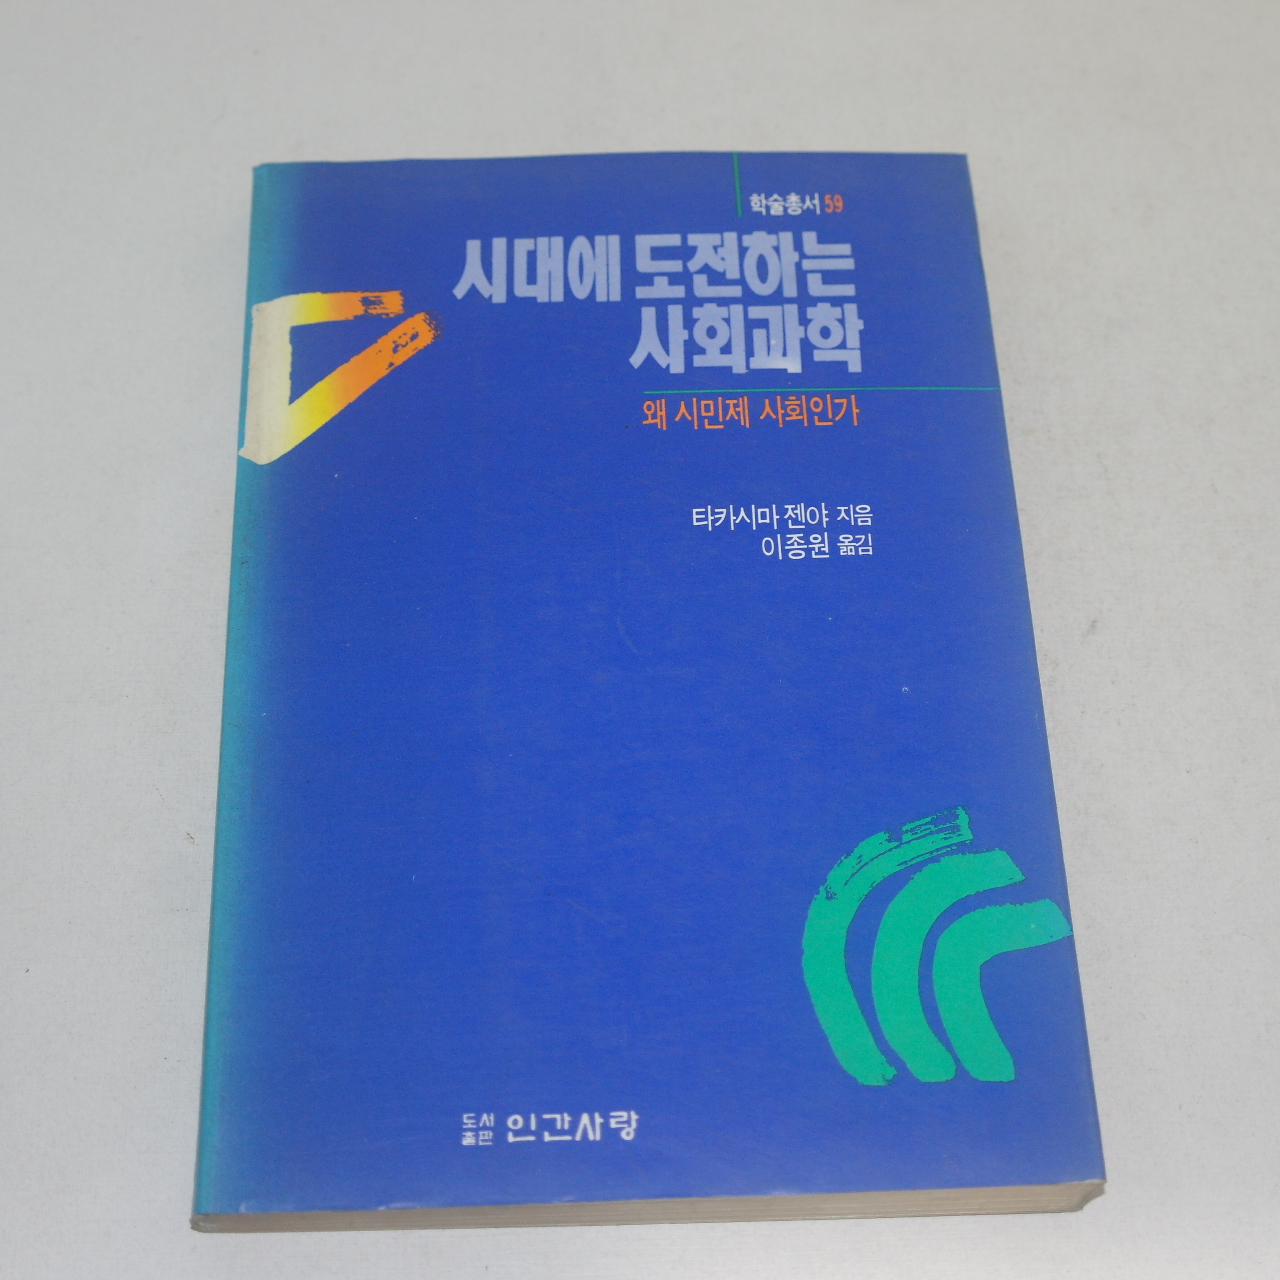 학술총서 59
시대에 도전하는
사회과학
왜 시민제 사회인가
타카시마 젠야 지음
이종원 옮김
도서
출판 인간사랑